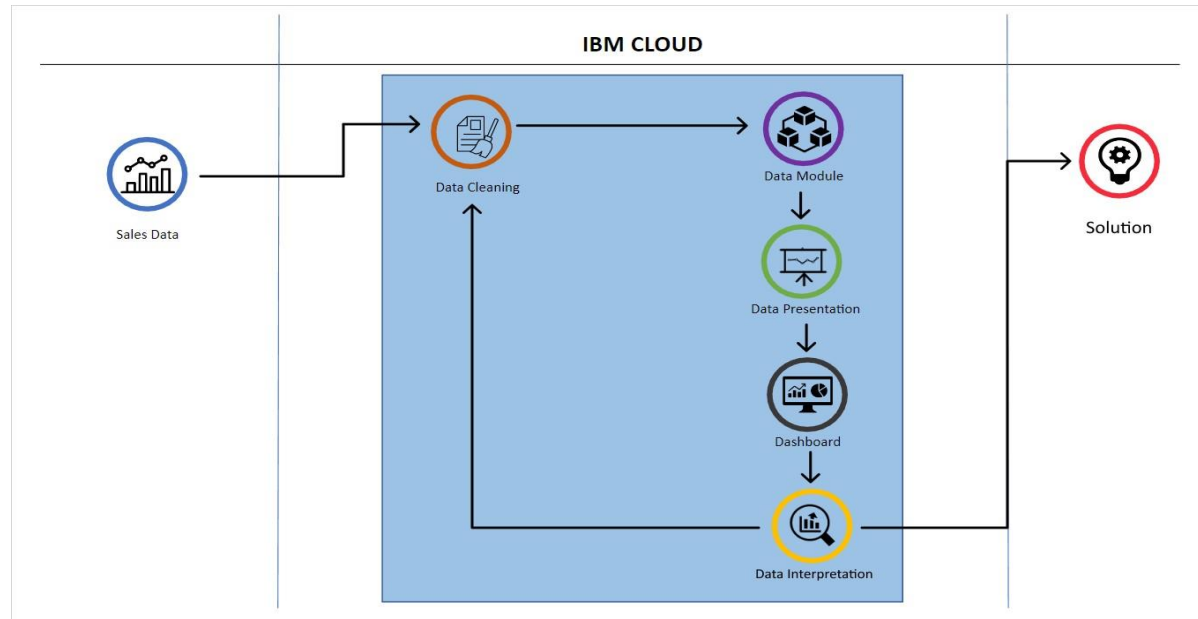 IBM CLOUD
Sales Data
Data Cleaning
Data Module
Data Presentation
Dashboard
Data Interpretation
Solution